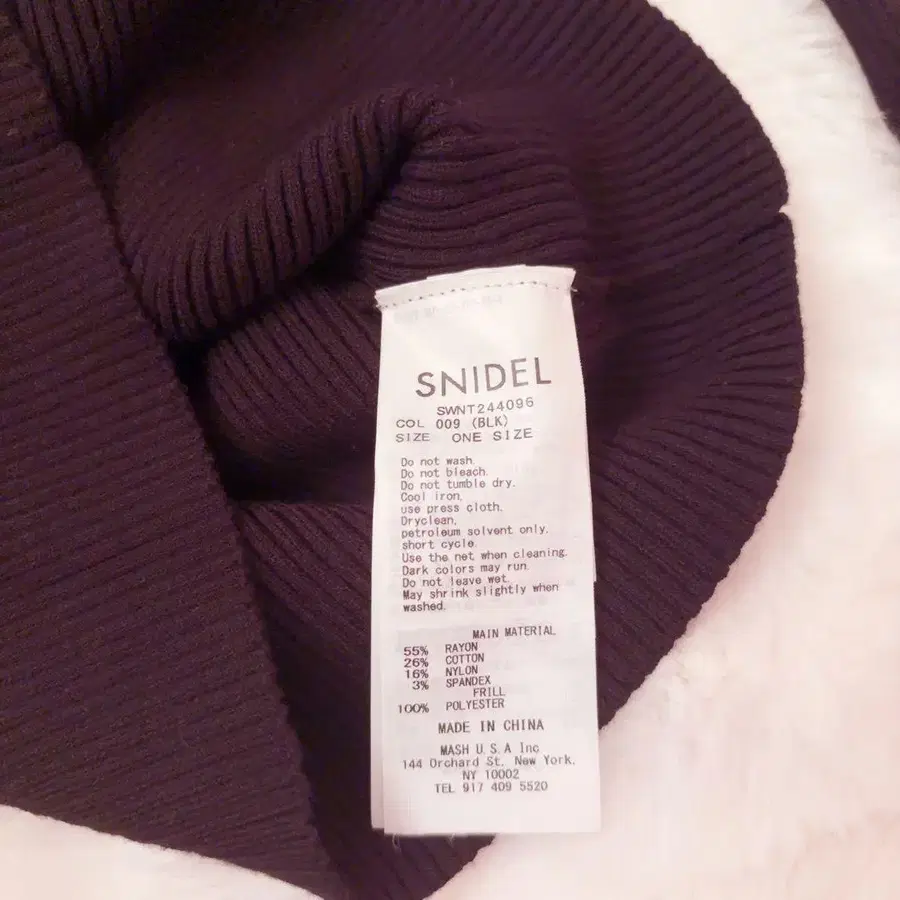 SNIDEL
SWNT244096
COL 009 (BLK)
SIZE ONE SIZE
Do not wash.
Do not bleach.
Do not tumble dry.
Cool iron,
use press cloth.
Dryclean,
petroleum solvent only,
short cycle.
Use the net when cleaning.
Dark colors may run.
Do not leave wet.
May shrink slightly when
washed.
MAIN MATERIAL
55% RAYON
26% COTTON
16% NYLON
3% SPANDEX
FRILL
100% POLYESTER
MADE IN CHINA
MASH U.S.A Inc
144 Orchard St. New York,
NY 10002
TEL 917 409 5520